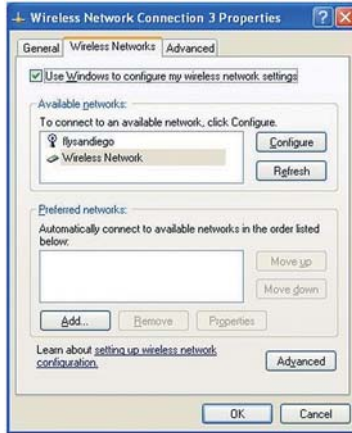 Wireless Network Connection 3 Properties
General Wireless Networks Advanced
Use Windows to configure my wireless network settings
Available networks:
To connect to an available network, click Configure.
flysandiego
Wireless Network
Configure
Refresh
Preferred networks:
Automatically connect to available networks in the order listed
below:
Move up
Move down
Add... Remove Properties
Learn about setting up wireless network
configuration.
Advanced
OK Cancel